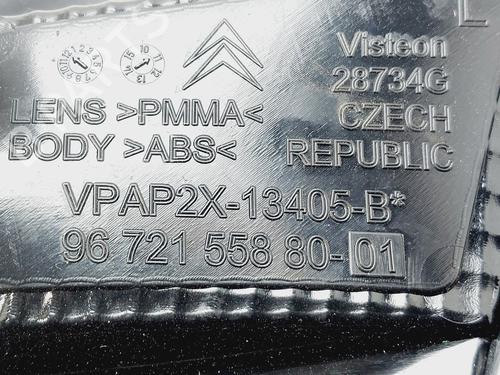 L
Visteon
28734G
LENS >PMMA< CZECH
BODY >ABS< REPUBLIC
VPAP2X-13405-B*
96 721 558 80-01